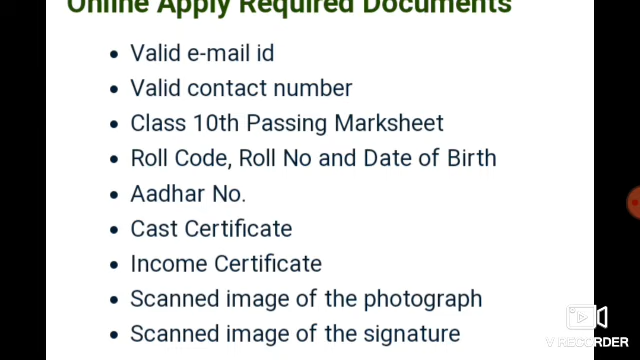 Online Apply Required Documents
• Valid e-mail id
• Valid contact number
• Class 10th Passing Marksheet
• Roll Code, Roll No and Date of Birth
• Aadhar No.
• Cast Certificate
• Income Certificate
• Scanned image of the photograph
• Scanned image of the signature
V RECORDER